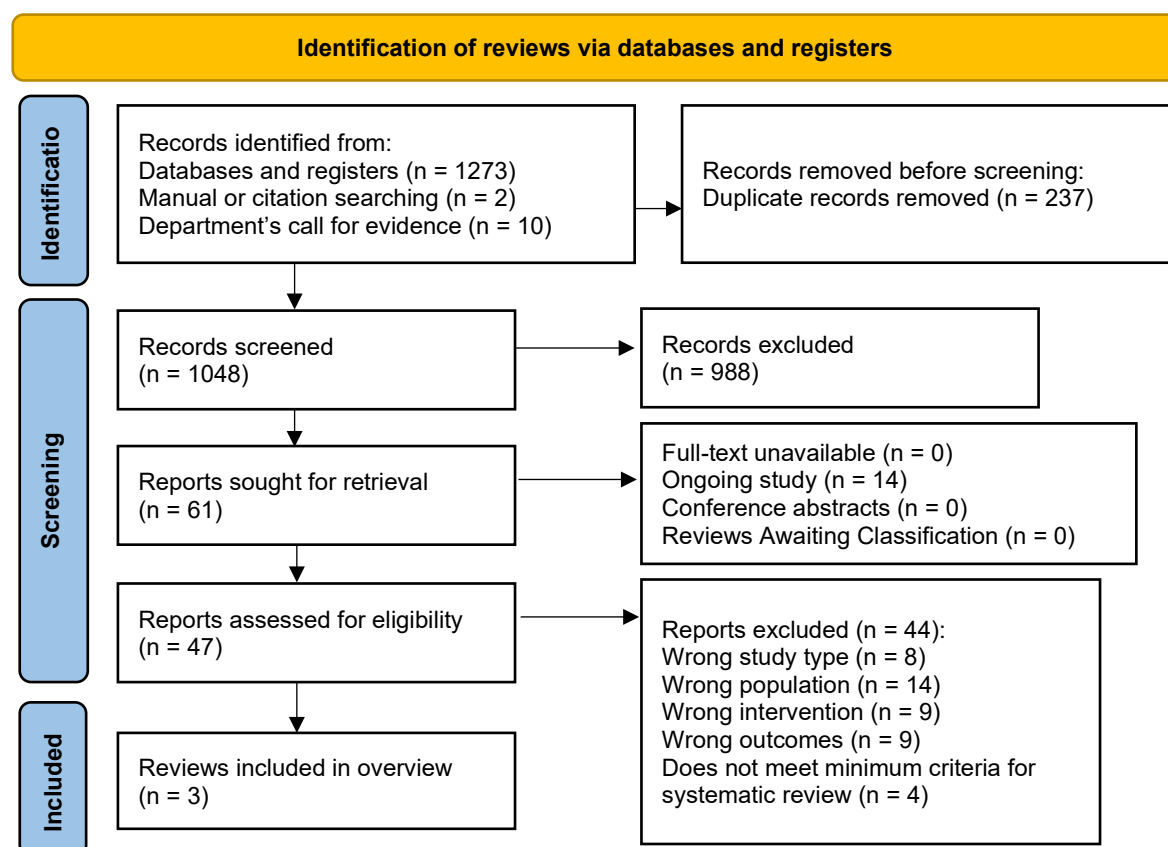 Identification of reviews via databases and registers
Identificatio
Records identified from:
Databases and registers (n = 1273)
Manual or citation searching (n = 2)
Department's call for evidence (n = 10)
Records removed before screening:
Duplicate records removed (n = 237)
Screening
Records screened
(n = 1048)
Records excluded
(n = 988)
Reports sought for retrieval
(n = 61)
Full-text unavailable (n = 0)
Ongoing study (n = 14)
Conference abstracts (n = 0)
Reviews Awaiting Classification (n = 0)
Reports assessed for eligibility
(n = 47)
Reports excluded (n = 44):
Wrong study type (n = 8)
Wrong population (n = 14)
Wrong intervention (n = 9)
Wrong outcomes (n = 9)
Does not meet minimum criteria for
systematic review (n = 4)
Included
Reviews included in overview
(n = 3)